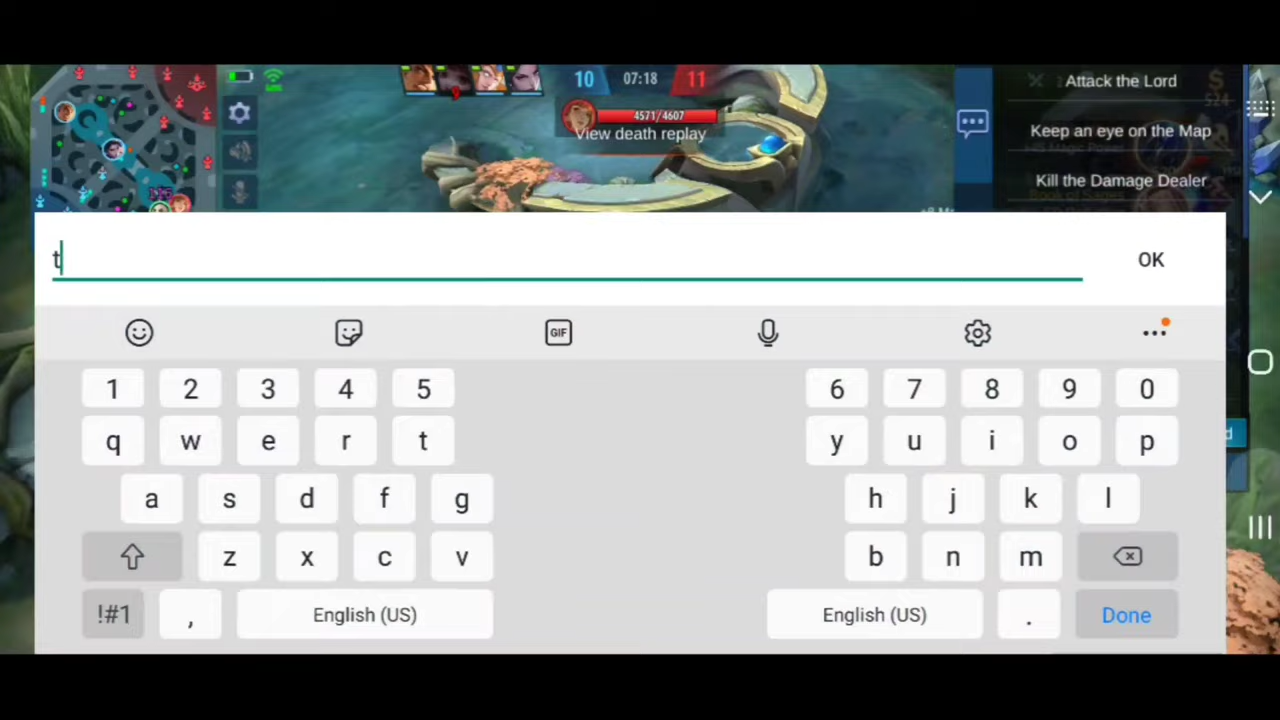 10 07:18 11
4571/4607
View death replay
Attack the Lord
524
Keep an eye on the Map
Kill the Damage Dealer
t
OK
GIF
1 2 3 4 5 6 7 8 9 0
q w e r t y u i o p
a s d f g h j k l
z x c v b n m
!#1 , English (US) English (US) . Done